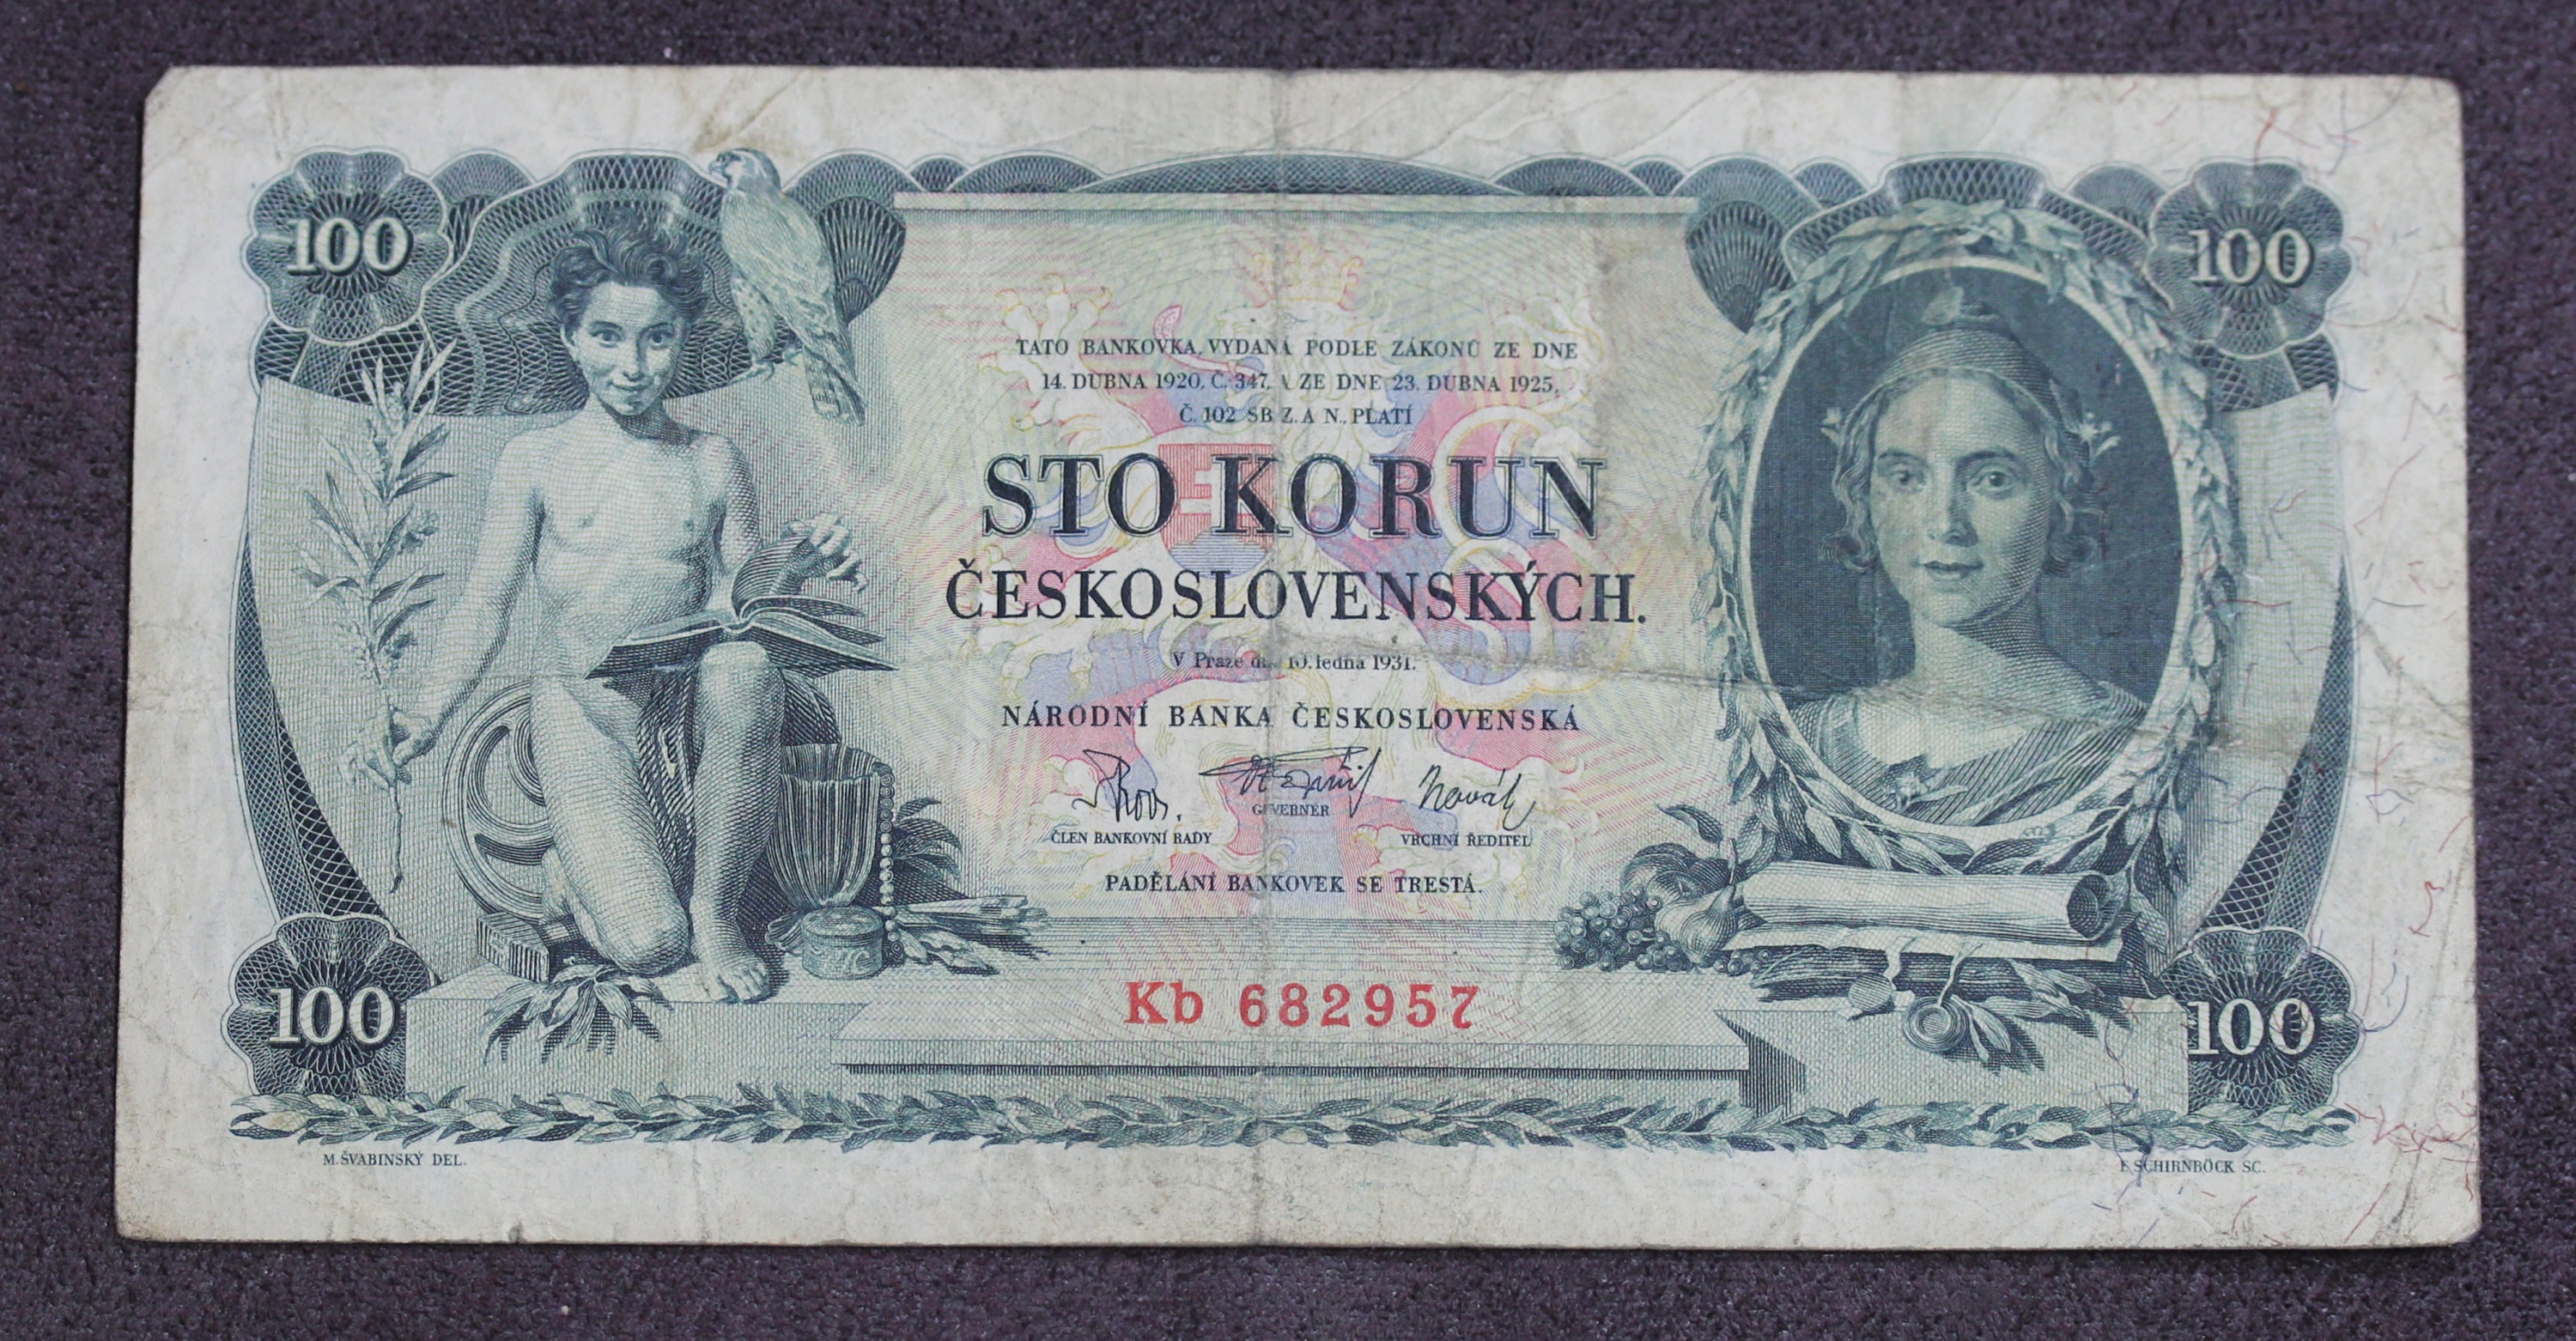 100
100
TATO BANKOVKA, VYDANÁ PODLE ZÁKONŮ ZE DNE
14. DUBNA 1920, Č. 347, A ZE DNE 23. DUBNA 1925,
Č. 102 SB. Z. A N., PLATÍ
STO KORUN
ČESKOSLOVENSKÝCH.
V Praze dne 10. ledna 1931.
NÁRODNÍ BANKA ČESKOSLOVENSKÁ
Novák
GUVERNÉR
ČLEN BANKOVNÍ RADY
VRCHNÍ ŘEDITEL
PADĚLÁNÍ BANKOVEK SE TRESTÁ.
Kb 682957
100
100
M. ŠVABINSKÝ DEL.
F. SCHIRNBÖCK SC.